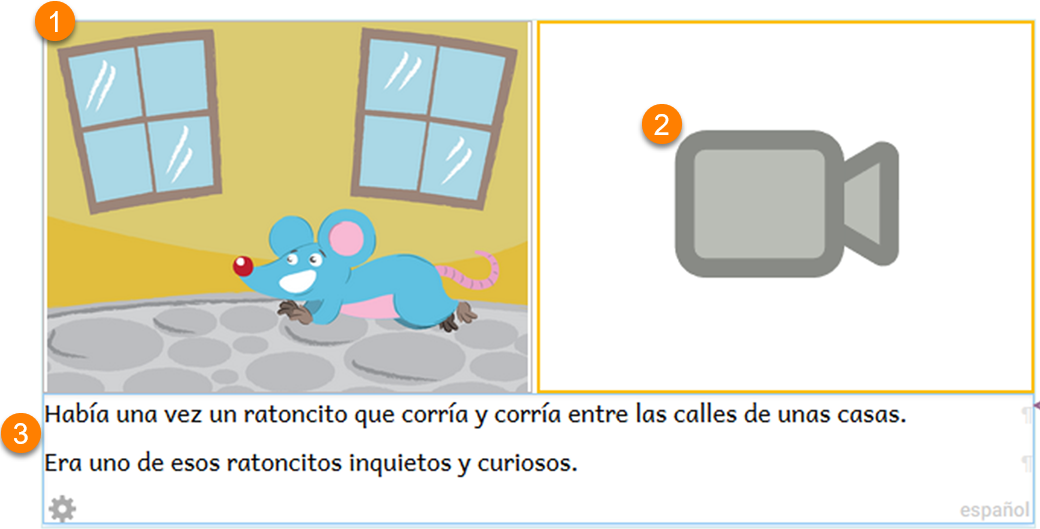 1
2
3
Había una vez un ratoncito que corría y corría entre las calles de unas casas. ¶
Era uno de esos ratoncitos inquietos y curiosos. ¶
español